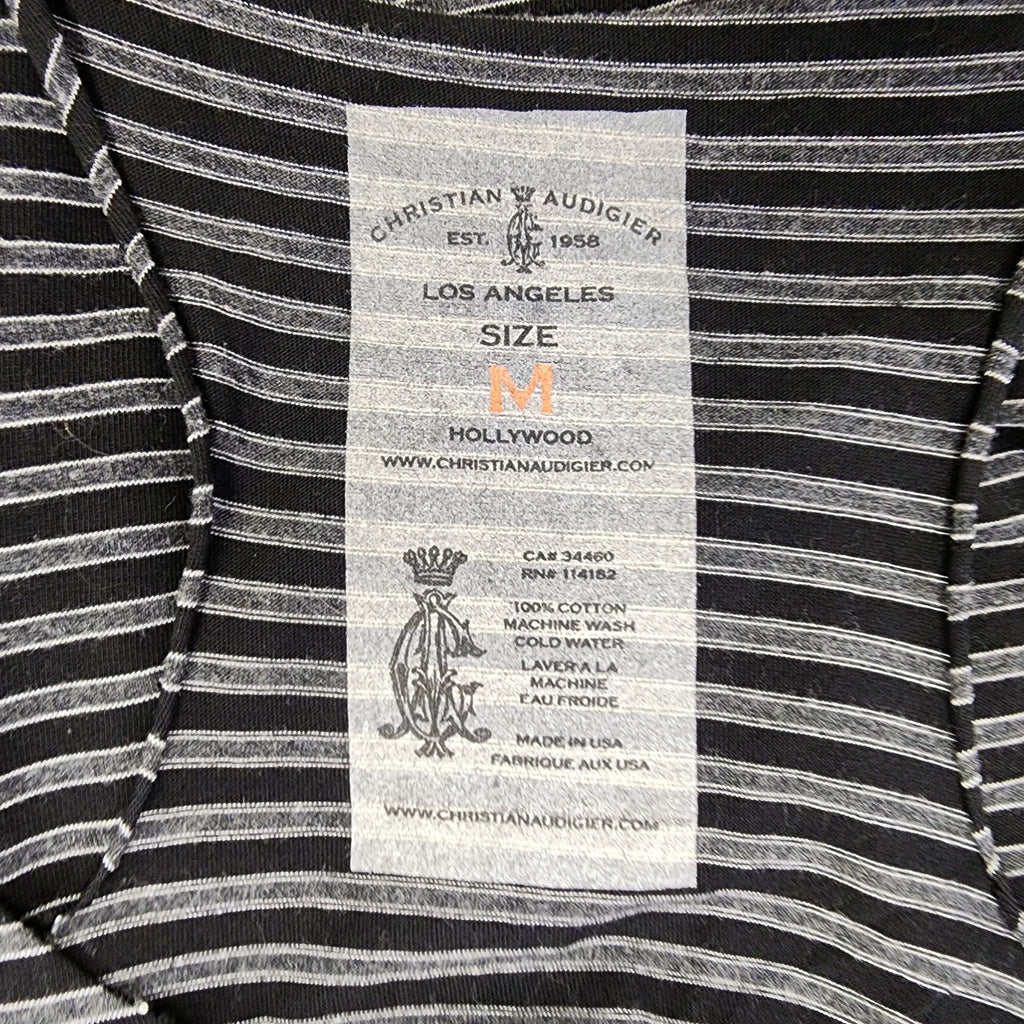 CHRISTIAN AUDIGIER
EST. 1958
LOS ANGELES
SIZE
M
HOLLYWOOD
WWW.CHRISTIANAUDIGIER.COM
CA# 34460
RN# 114182
100% COTTON
MACHINE WASH
COLD WATER
LAVER A LA
MACHINE
EAU FROIDE
MADE IN USA
FABRIQUE AUX USA
WWW.CHRISTIANAUDIGIER.COM